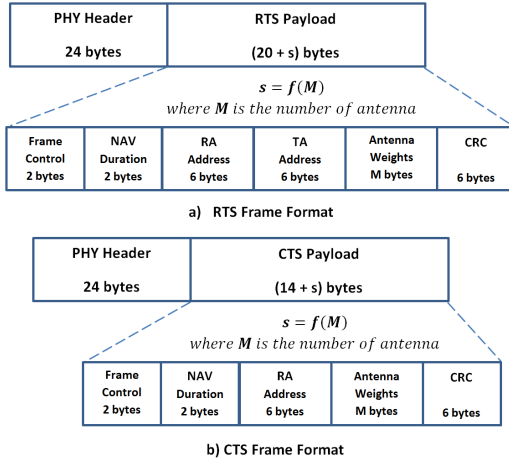 PHY Header
24 bytes
RTS Payload
(20 + s) bytes
s = f(M)
where M is the number of antenna
Frame Control 2 bytes
NAV Duration 2 bytes
RA Address 6 bytes
TA Address 6 bytes
Antenna Weights M bytes
CRC 6 bytes
a) RTS Frame Format
PHY Header
24 bytes
CTS Payload
(14 + s) bytes
s = f(M)
where M is the number of antenna
Frame Control 2 bytes
NAV Duration 2 bytes
RA Address 6 bytes
Antenna Weights M bytes
CRC 6 bytes
b) CTS Frame Format